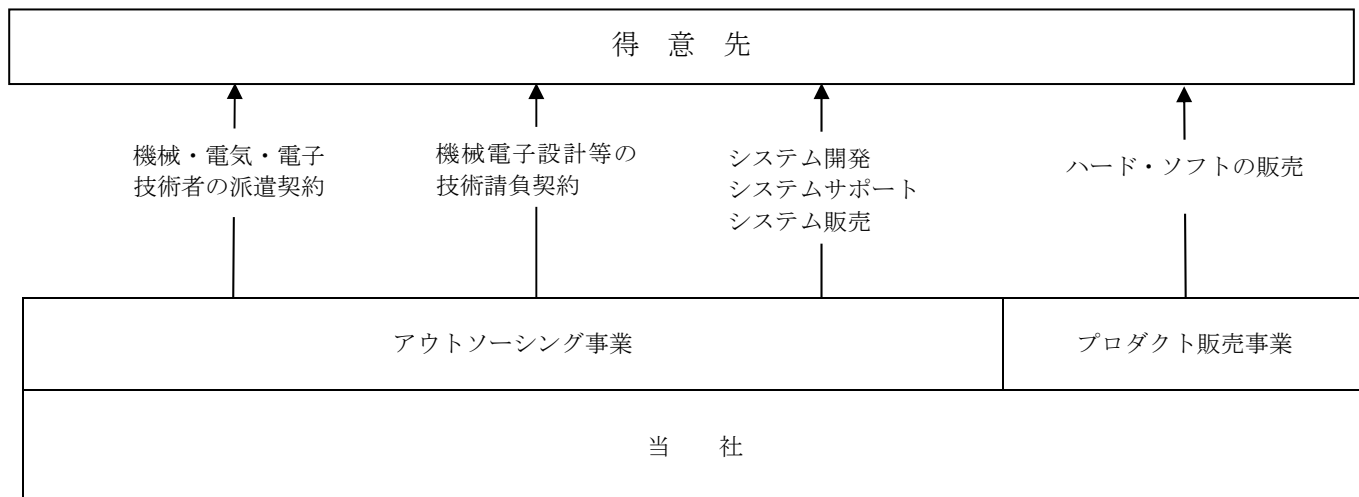 得 意 先
機械・電気・電子
技術者の派遣契約
機械電子設計等の
技術請負契約
システム開発
システムサポート
システム販売
ハード・ソフトの販売
アウトソーシング事業
プロダクト販売事業
当 社